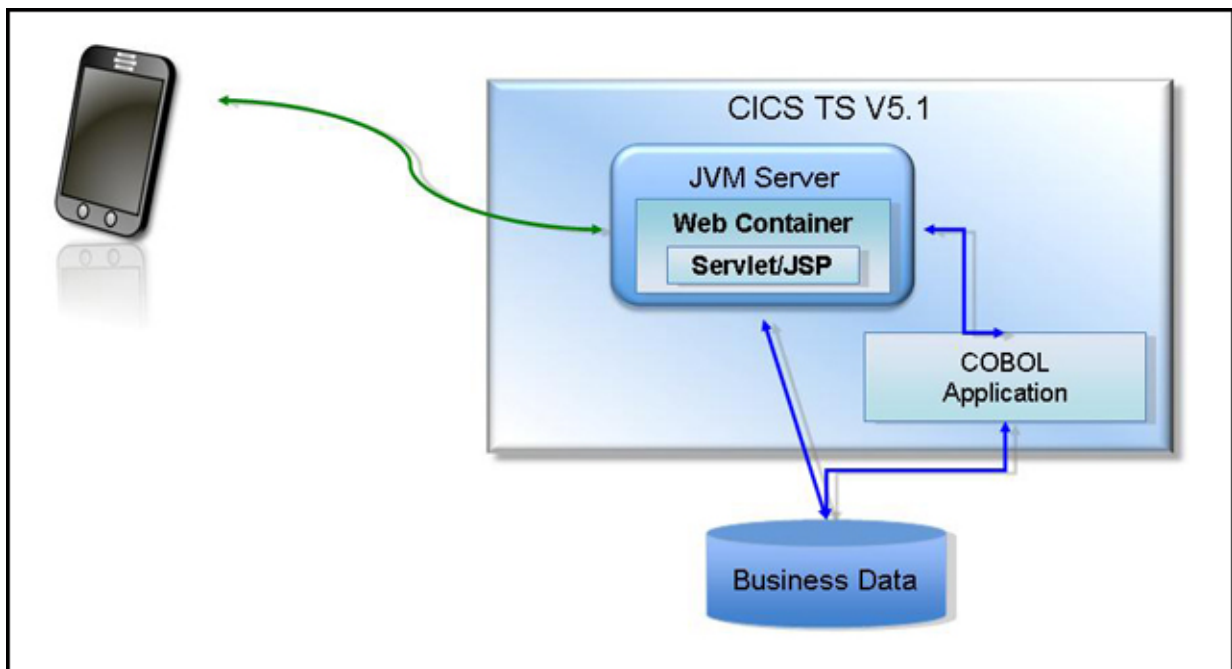 CICS TS V5.1
JVM Server
Web Container
Servlet/JSP
COBOL
Application
Business Data